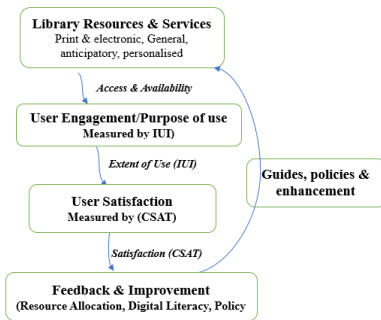 Library Resources & Services
Print & electronic, General,
anticipatory, personalised
Access & Availability
User Engagement/Purpose of use
Measured by IUI)
Extent of Use (IUI)
User Satisfaction
Measured by (CSAT)
Guides, policies &
enhancement
Satisfaction (CSAT)
Feedback & Improvement
(Resource Allocation, Digital Literacy, Policy